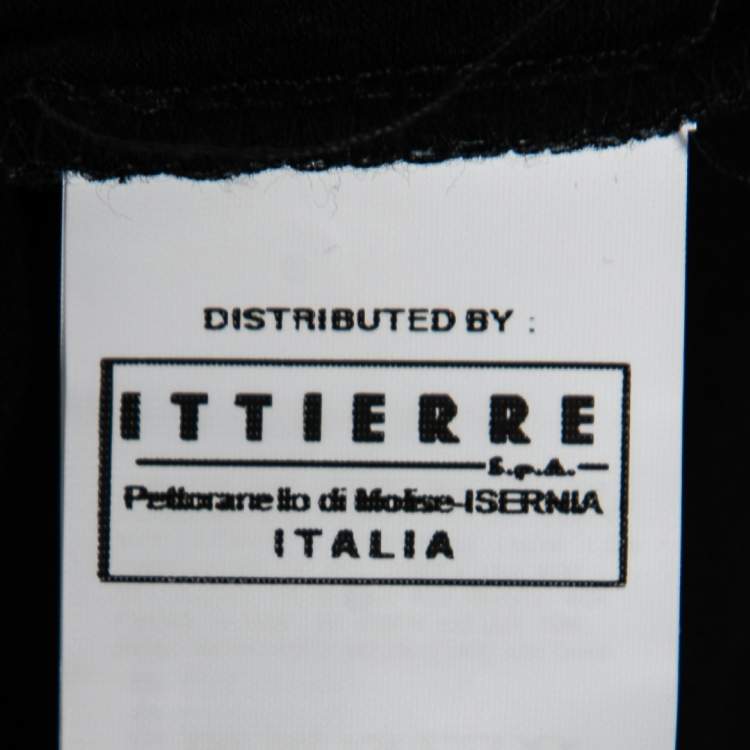 DISTRIBUTED BY :
ITTIERRE
S.p.A.
Pettoranello di Molise-ISERNIA
ITALIA